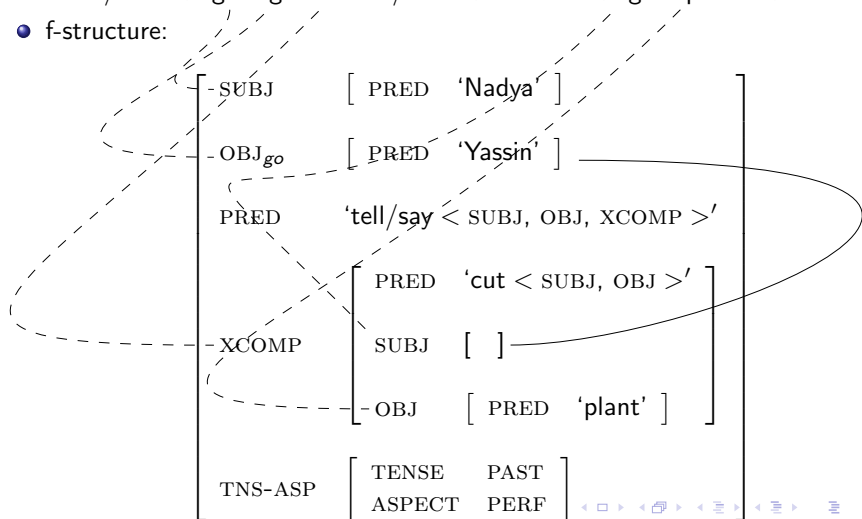 f-structure:
SUBJ [ PRED ‘Nadya’ ]
OBJgo [ PRED ‘Yassin’ ]
PRED ‘tell/say < SUBJ, OBJ, XCOMP >′
PRED ‘cut < SUBJ, OBJ >′
XCOMP SUBJ [ ]
OBJ [ PRED ‘plant’ ]
TNS-ASP TENSE PAST
ASPECT PERF